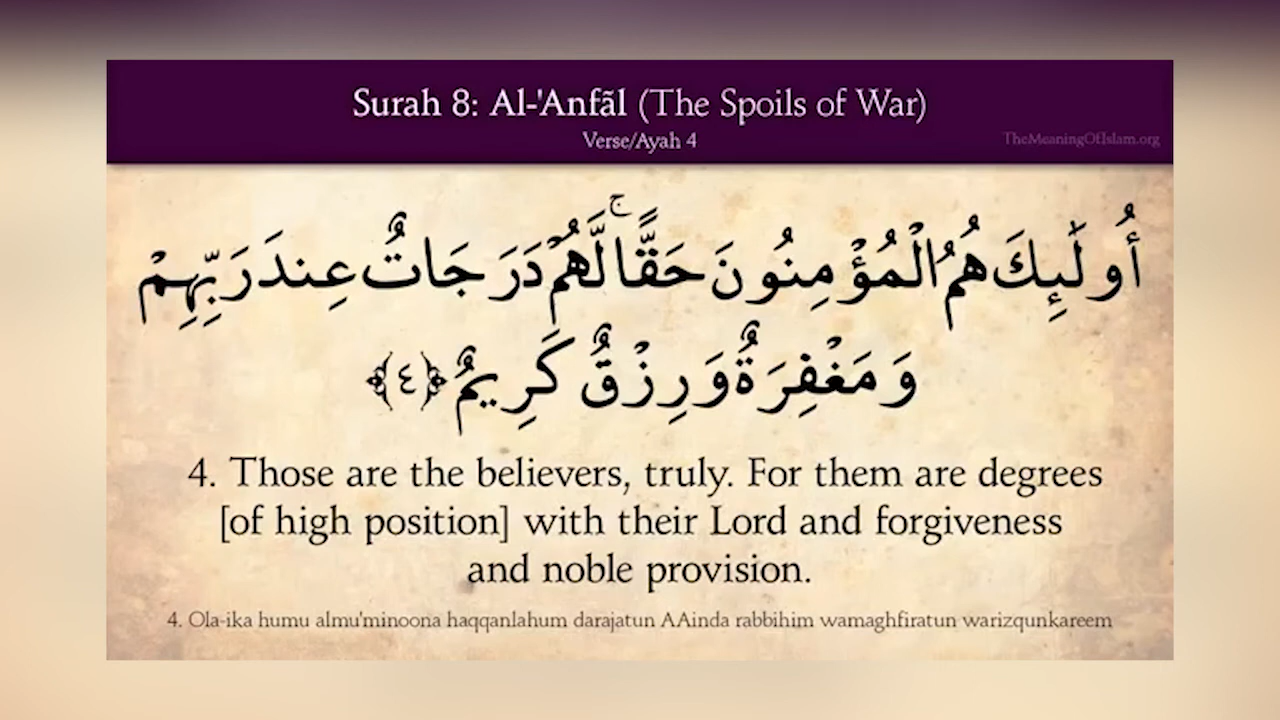 Surah 8: Al-'Anfãl (The Spoils of War)
Verse/Ayah 4
TheMeaningOfIslam.org
أُولَٰئِكَ هُمُ الْمُؤْمِنُونَ حَقًّا ۚ لَّهُمْ دَرَجَاتٌ عِندَ رَبِّهِمْ
وَمَغْفِرَةٌ وَرِزْقٌ كَرِيمٌ ﴿٤﴾
4. Those are the believers, truly. For them are degrees
[of high position] with their Lord and forgiveness
and noble provision.
4. Ola-ika humu almu'minoona haqqanlahum darajatun AAinda rabbihim wamaghfiratun warizqunkareem